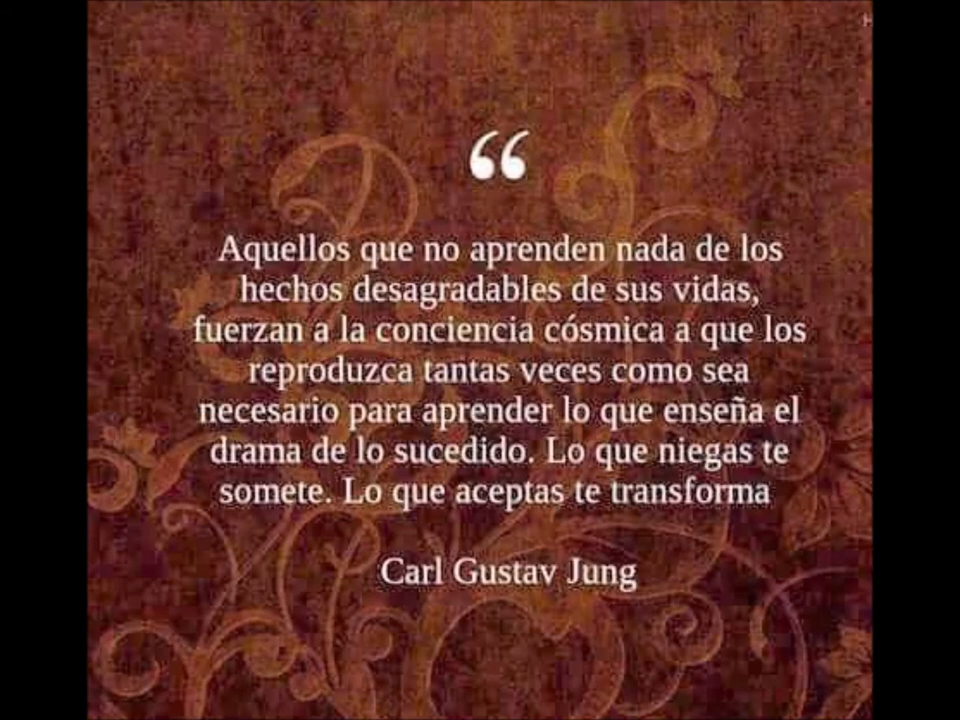 “
Aquellos que no aprenden nada de los
hechos desagradables de sus vidas,
fuerzan a la conciencia cósmica a que los
reproduzca tantas veces como sea
necesario para aprender lo que enseña el
drama de lo sucedido. Lo que niegas te
somete. Lo que aceptas te transforma
Carl Gustav Jung